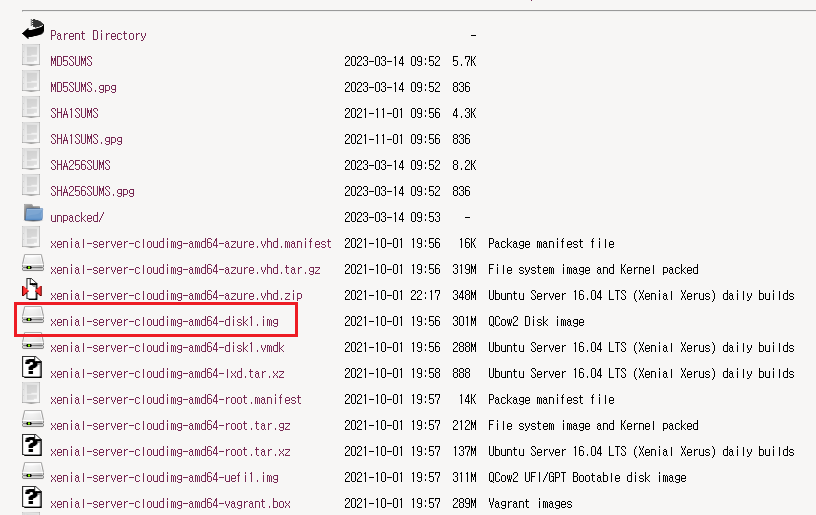 Parent Directory -
MD5SUMS 2023-03-14 09:52 5.7K
MD5SUMS.gpg 2023-03-14 09:52 836
SHA1SUMS 2021-11-01 09:56 4.3K
SHA1SUMS.gpg 2021-11-01 09:56 836
SHA256SUMS 2023-03-14 09:52 8.2K
SHA256SUMS.gpg 2023-03-14 09:52 836
unpacked/ 2023-03-14 09:53 -
xenial-server-cloudimg-amd64-azure.vhd.manifest 2021-10-01 19:56 16K Package manifest file
xenial-server-cloudimg-amd64-azure.vhd.tar.gz 2021-10-01 19:56 319M File system image and Kernel packed
xenial-server-cloudimg-amd64-azure.vhd.zip 2021-10-01 22:17 348M Ubuntu Server 16.04 LTS (Xenial Xerus) daily builds
xenial-server-cloudimg-amd64-disk1.img 2021-10-01 19:56 301M QCow2 Disk image
xenial-server-cloudimg-amd64-disk1.vmdk 2021-10-01 19:56 288M Ubuntu Server 16.04 LTS (Xenial Xerus) daily builds
xenial-server-cloudimg-amd64-lxd.tar.xz 2021-10-01 19:58 888 Ubuntu Server 16.04 LTS (Xenial Xerus) daily builds
xenial-server-cloudimg-amd64-root.manifest 2021-10-01 19:57 14K Package manifest file
xenial-server-cloudimg-amd64-root.tar.gz 2021-10-01 19:57 212M File system image and Kernel packed
xenial-server-cloudimg-amd64-root.tar.xz 2021-10-01 19:57 137M Ubuntu Server 16.04 LTS (Xenial Xerus) daily builds
xenial-server-cloudimg-amd64-uefi1.img 2021-10-01 19:57 311M QCow2 UFI/GPT Bootable disk image
xenial-server-cloudimg-amd64-vagrant.box 2021-10-01 19:57 289M Vagrant images